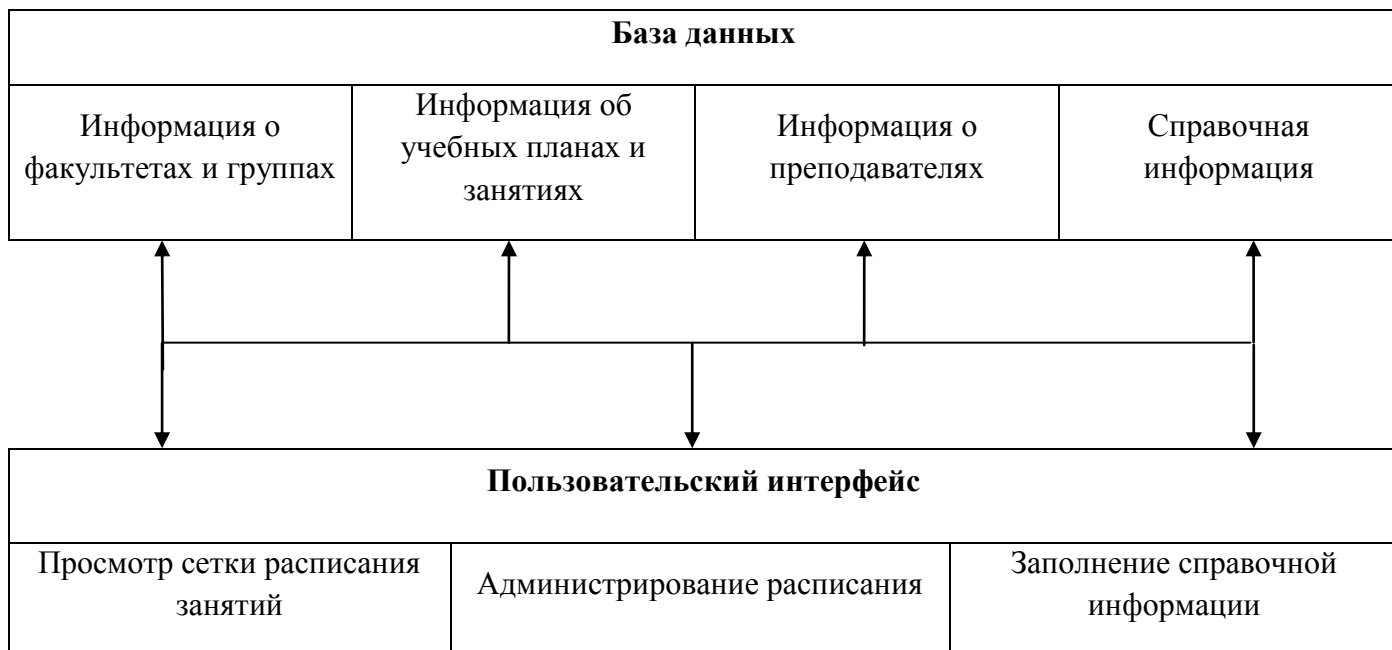 База данных
Информация о
факультетах и группах
Информация об
учебных планах и
занятиях
Информация о
преподавателях
Справочная
информация
Пользовательский интерфейс
Просмотр сетки расписания
занятий
Администрирование расписания
Заполнение справочной
информации